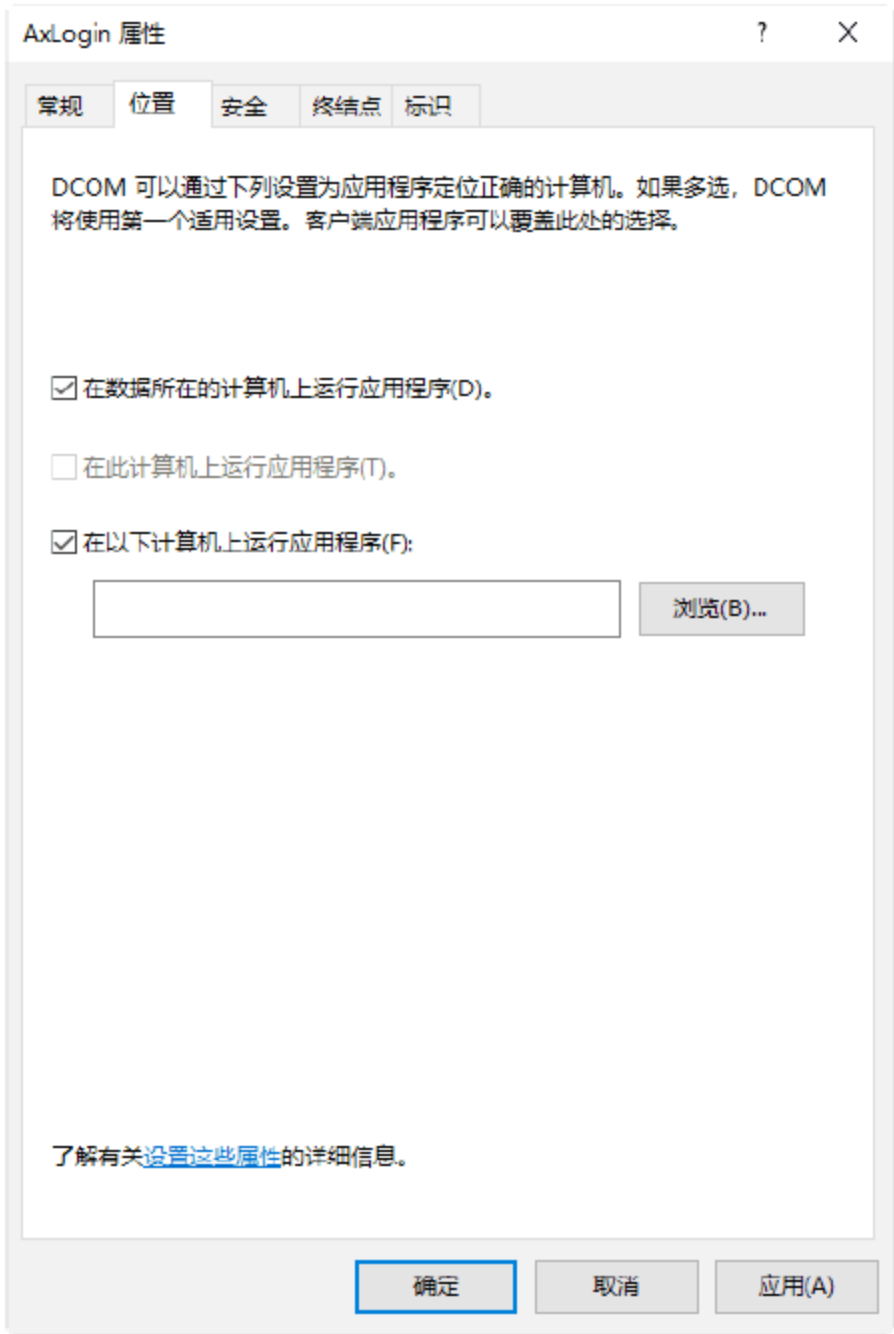 AxLogin 属性
?
常规
位置
安全
终结点
标识
DCOM 可以通过下列设置为应用程序定位正确的计算机。如果多选，DCOM
将使用第一个适用设置。客户端应用程序可以覆盖此处的选择。
在数据所在的计算机上运行应用程序(D)。
在此计算机上运行应用程序(T)。
在以下计算机上运行应用程序(F):
浏览(B)...
了解有关设置这些属性的详细信息。
确定
取消
应用(A)